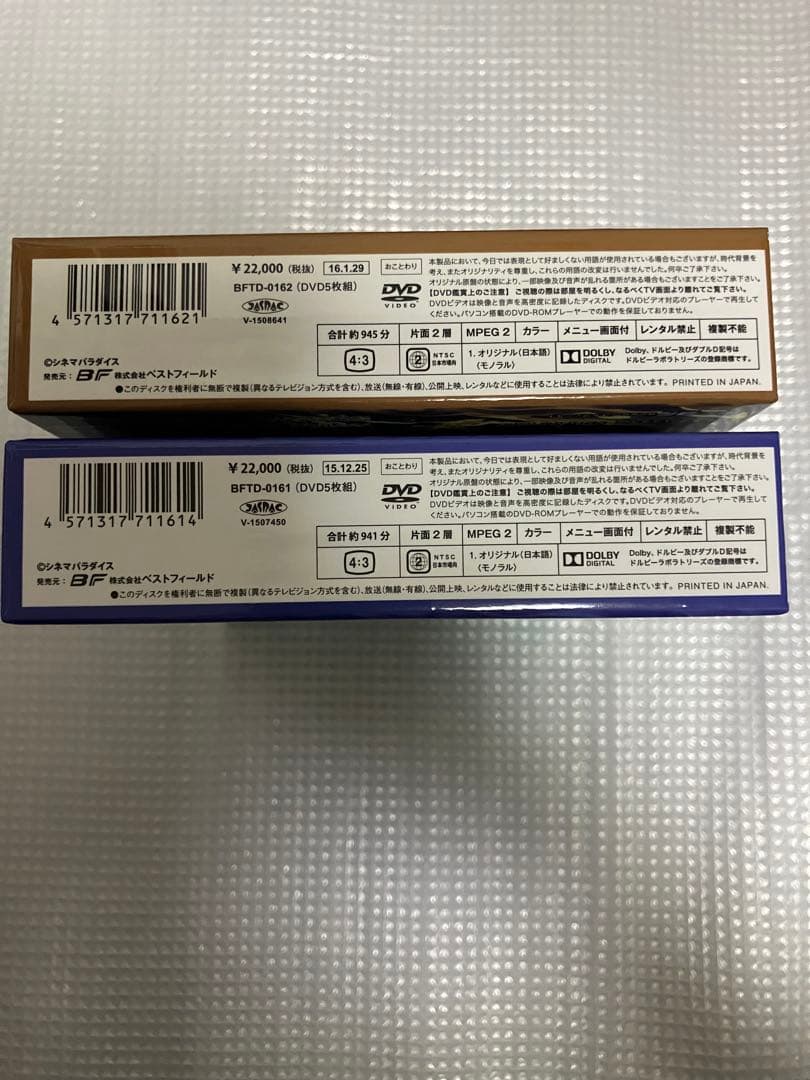 4 571317 711621
¥22,000(税抜) 16.1.29 おことわり
BFTD-0162 (DVD5枚組)
JASRAC
V-1508641
DVD
VIDEO
本製品において、今日では表現として好ましくない用語が使用されている場合もございますが、時代背景を
考え、またオリジナリティを尊重し、これらの用語の改変は行いませんでした。何卒ご了承下さい。
オリジナル原盤の状態により、一部映像及び音声が乱れる箇所がある場合もございますことをご了承下さい。
【DVD鑑賞上のご注意】 ご視聴の際は部屋を明るくし、なるべくTV画面より離れてご覧下さい。
DVDビデオは映像と音声を高密度に記録したディスクです。DVDビデオ対応のプレーヤーで再生して
ください。パソコン搭載のDVD-ROMプレーヤーでの動作を保証しておりません。
合計 約945分 片面2層 MPEG 2 カラー メニュー画面付 レンタル禁止 複製不能
4:3 2 NTSC 日本市場向 1. オリジナル(日本語) (モノラル) DOLBY DIGITAL Dolby、ドルビー及びダブルD記号は ドルビーラボラトリーズの登録商標です。
©シネマパラダイス
発売元: BF 株式会社ベストフィールド
●このディスクを権利者に無断で複製(異なるテレビジョン方式を含む)、放送(無線・有線)、公開上映、レンタルなどに使用することは法律により禁止されています。 PRINTED IN JAPAN.
4 571317 711614
¥22,000(税抜) 15.12.25 おことわり
BFTD-0161 (DVD5枚組)
JASRAC
V-1507450
DVD
VIDEO
本製品において、今日では表現として好ましくない用語が使用されている場合もございますが、時代背景を
考え、またオリジナリティを尊重し、これらの用語の改変は行いませんでした。何卒ご了承下さい。
オリジナル原盤の状態により、一部映像及び音声が乱れる箇所がある場合もございますことをご了承下さい。
【DVD鑑賞上のご注意】 ご視聴の際は部屋を明るくし、なるべくTV画面より離れてご覧下さい。
DVDビデオは映像と音声を高密度に記録したディスクです。DVDビデオ対応のプレーヤーで再生して
ください。パソコン搭載のDVD-ROMプレーヤーでの動作を保証しておりません。
合計 約941分 片面2層 MPEG 2 カラー メニュー画面付 レンタル禁止 複製不能
4:3 2 NTSC 日本市場向 1. オリジナル(日本語) (モノラル) DOLBY DIGITAL Dolby、ドルビー及びダブルD記号は ドルビーラボラトリーズの登録商標です。
©シネマパラダイス
発売元: BF 株式会社ベストフィールド
●このディスクを権利者に無断で複製(異なるテレビジョン方式を含む)、放送(無線・有線)、公開上映、レンタルなどに使用することは法律により禁止されています。 PRINTED IN JAPAN.